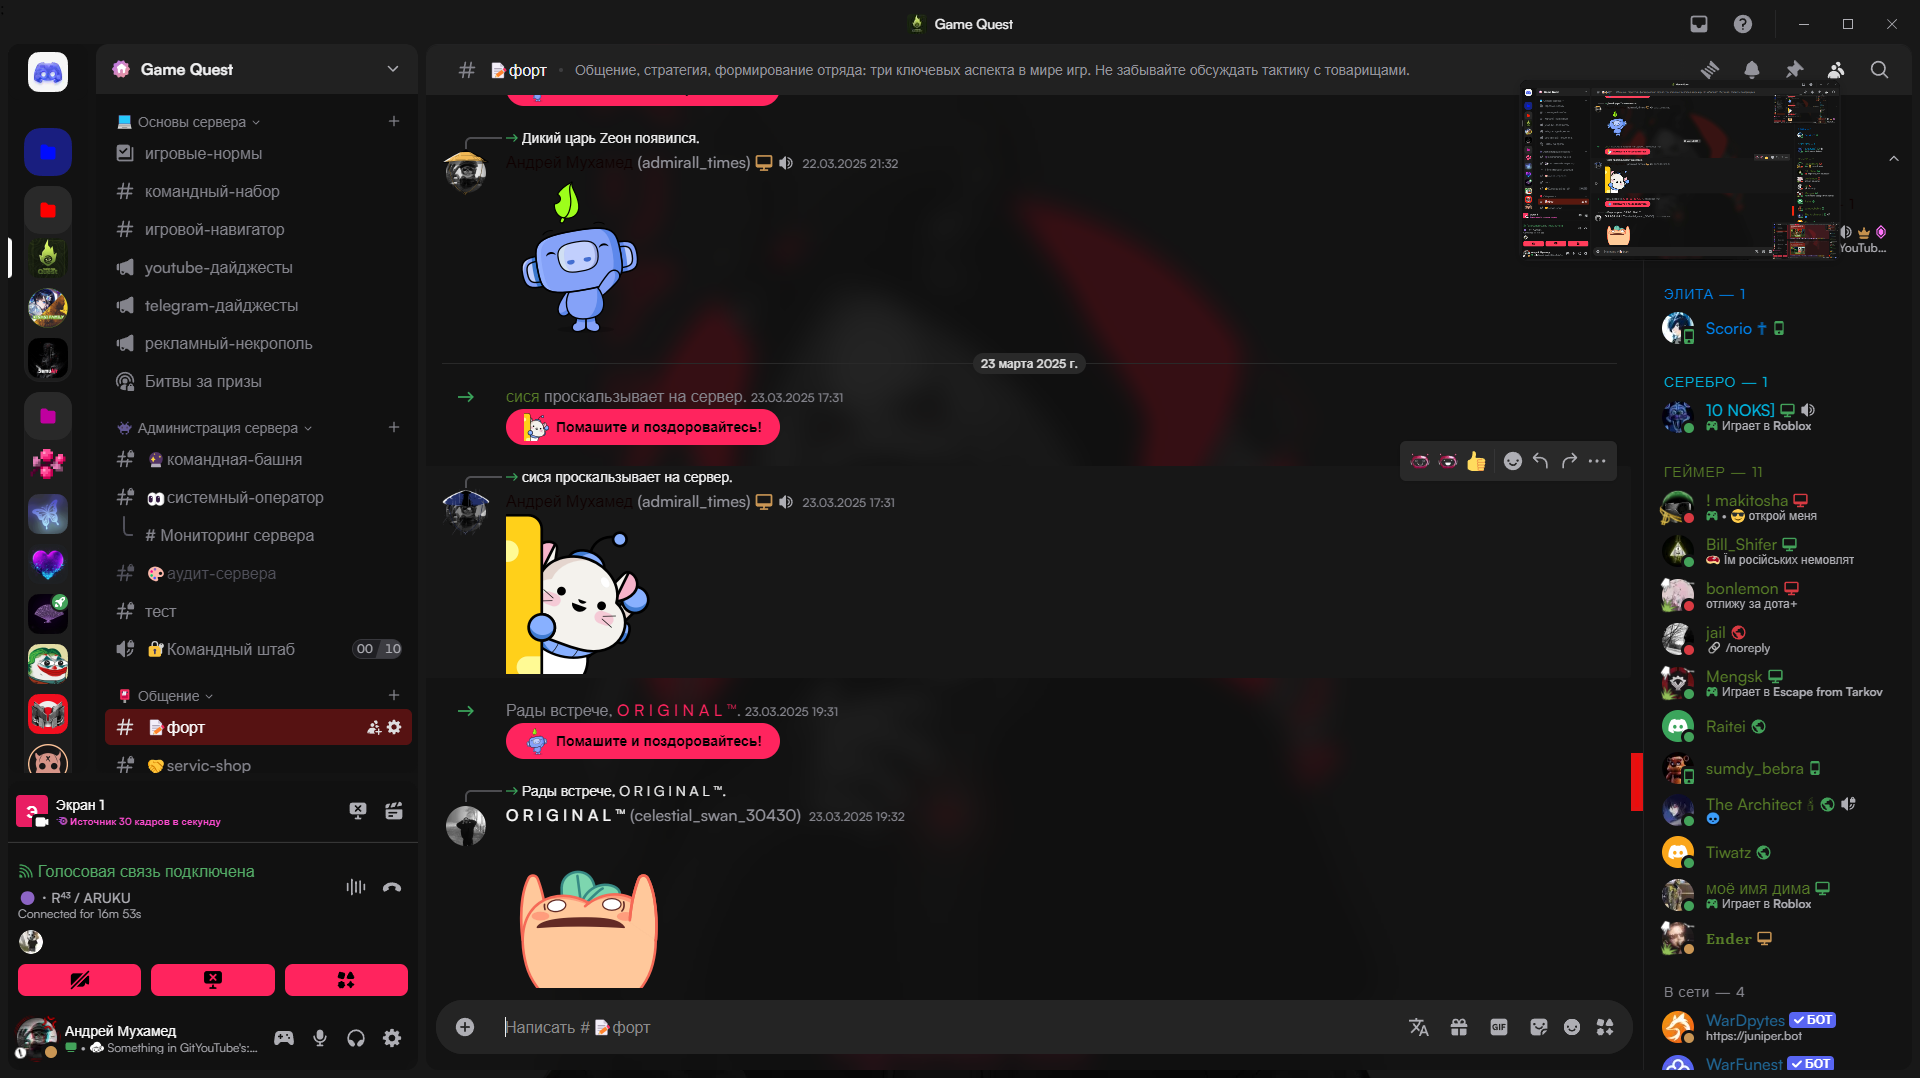 Game Quest
Game Quest
Основы сервера
игровые-нормы
командный-набор
игровой-навигатор
youtube-дайджесты
telegram-дайджесты
рекламный-некрополь
Битвы за призы
Администрация сервера
командная-башня
системный-оператор
# Мониторинг сервера
аудит-сервера
тест
Командный штаб 00 10
Общение
форт
servic-shop
Экран 1
Источник 30 кадров в секунду
Голосовая связь подключена
• R⁴³ / ARUKU
Connected for 16m 53s
Андрей Мухамед
• Something in GitYouTube's:...
форт • Общение, стратегия, формирование отряда: три ключевых аспекта в мире игр. Не забывайте обсуждать тактику с товарищами.
Дикий царь Zeон появился.
Андрей Мухамед (admirall_times) 22.03.2025 21:32
23 марта 2025 г.
сися проскальзывает на сервер. 23.03.2025 17:31
Помашите и поздоровайтесь!
сися проскальзывает на сервер.
Андрей Мухамед (admirall_times) 23.03.2025 17:31
Рады встрече, O R I G I N A L ™. 23.03.2025 19:31
Помашите и поздоровайтесь!
Рады встрече, O R I G I N A L ™.
O R I G I N A L ™ (celestial_swan_30430) 23.03.2025 19:32
Написать # форт
GIF
YouTub...
ЭЛИТА — 1
Scorio †
СЕРЕБРО — 1
10 NOKS]
Играет в Roblox
ГЕЙМЕР — 11
! makitosha
• открой меня
Bill_Shifer
Їм російських немовлят
bonlemon
отлижу за дота+
jail
/noreply
Mengsk
Играет в Escape from Tarkov
Raitei
sumdy_bebra
The Architect
Tiwatz
моё имя дима
Играет в Roblox
Ender
В сети — 4
WarDpytes БОТ
https://juniper.bot
WarFunest БОТ